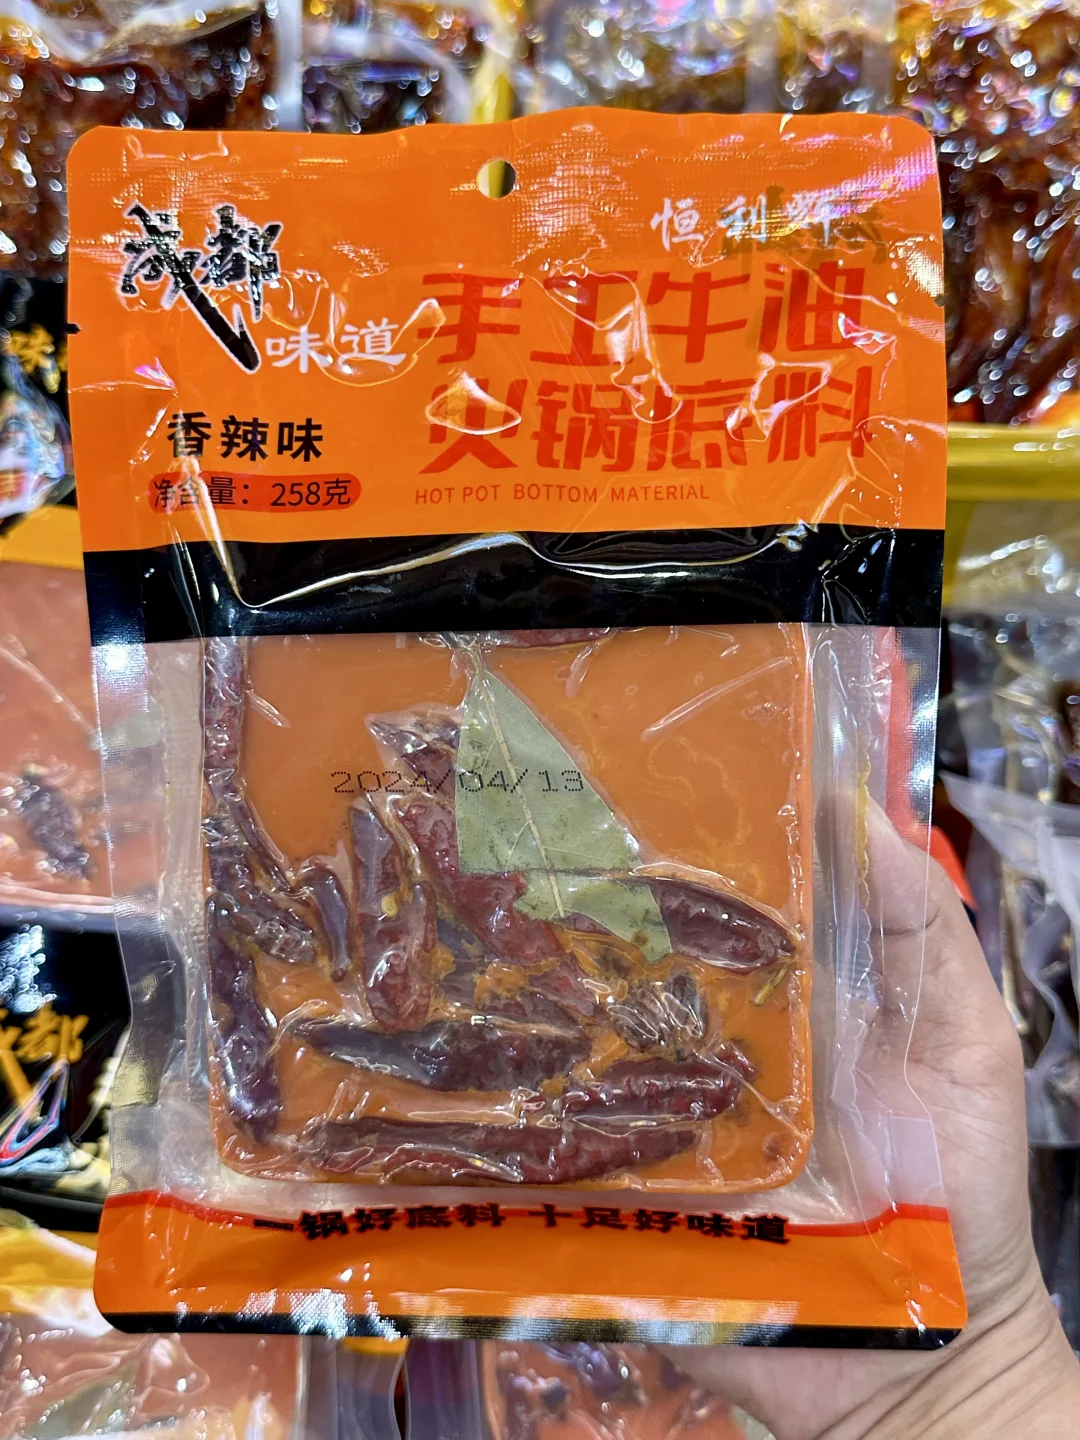 恒利
成都
味道
手工牛油
火锅底料
香辣味
净含量：258克
HOT POT BOTTOM MATERIAL
2024/04/13
一锅好底料 十足好味道
都